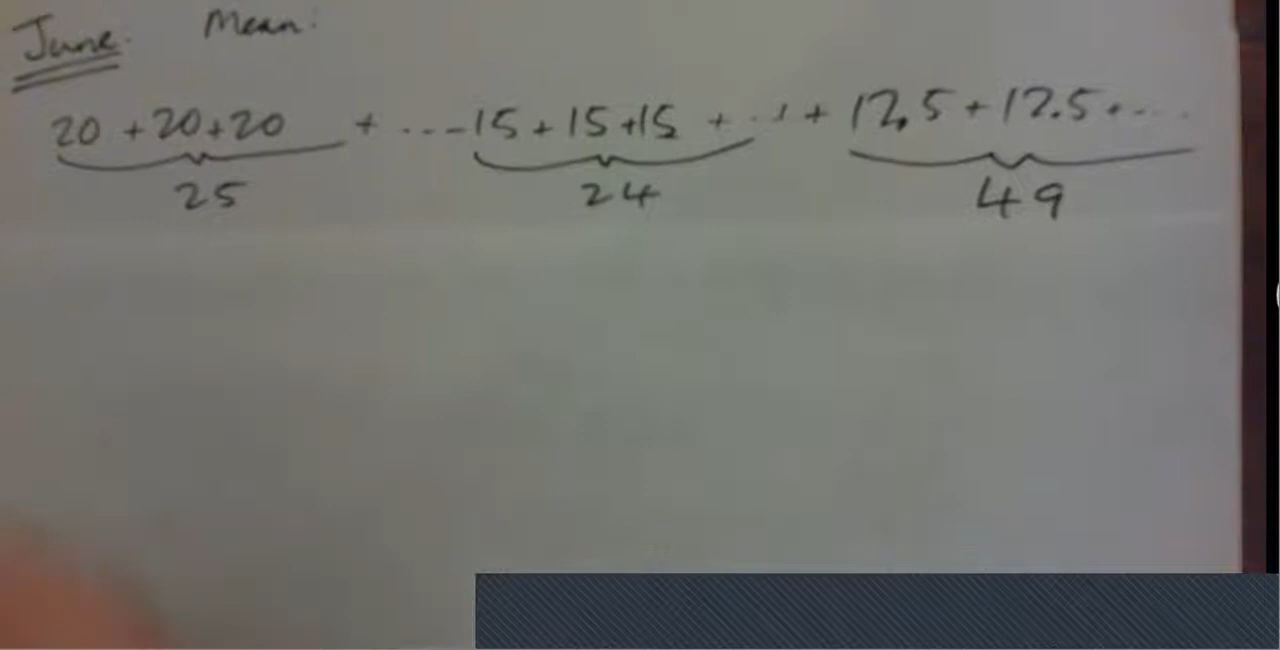 June. Mean:
20 + 20 + 20 + ... 15 + 15 + 15 + ... + 12.5 + 12.5 + ...
25 24 49